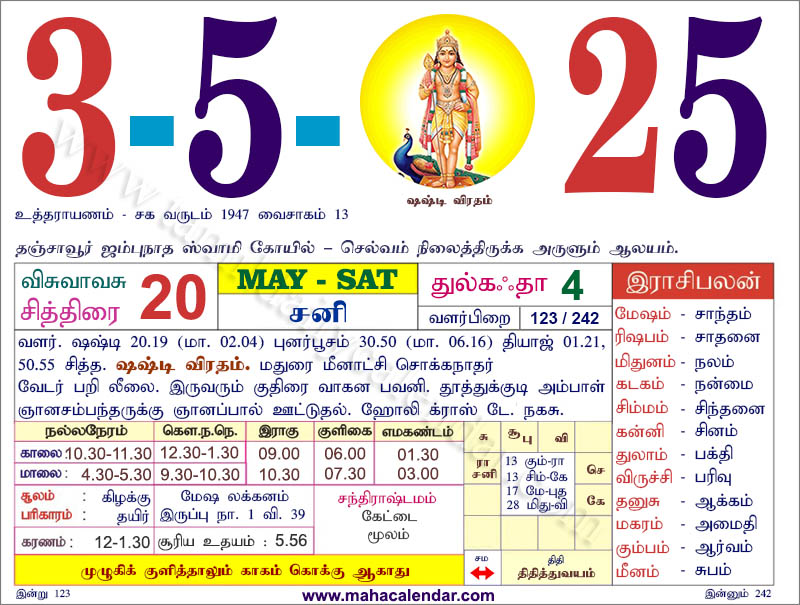 3-5- 25
ஷஷ்டி விரதம்
உத்தராயணம் - சக வருடம் 1947 வைசாகம் 13
தஞ்சாவூர் ஜம்புநாத ஸ்வாமி கோயில் – செல்வம் நிலைத்திருக்க அருளும் ஆலயம்.
விசுவாவசு
சித்திரை 20
MAY - SAT
சனி
துல்கஃதா 4
வளர்பிறை 123 / 242
வளர். ஷஷ்டி 20.19 (மா. 02.04) புனர்பூசம் 30.50 (மா. 06.16) தியாஜ் 01.21,
50.55 சித்த. ஷஷ்டி விரதம். மதுரை மீனாட்சி சொக்கநாதர்
வேடர் பறி லீலை. இருவரும் குதிரை வாகன பவனி. தூத்துக்குடி அம்பாள்
ஞானசம்பந்தருக்கு ஞானப்பால் ஊட்டுதல். ஹோலி க்ராஸ் டே. நகசு.
நல்லநேரம் கௌ.ந.நெ. இராகு குளிகை எமகண்டம்
காலை: 10.30-11.30 12.30-1.30 09.00 06.00 01.30
மாலை: 4.30-5.30 9.30-10.30 10.30 07.30 03.00
சூலம் : கிழக்கு
பரிகாரம் : தயிர்
மேஷ லக்கனம்
இருப்பு நா. 1 வி. 39
சந்திராஷ்டமம்
கேட்டை
மூலம்
கரணம் : 12-1.30 சூரிய உதயம் : 5.56
முழுகிக் குளித்தாலும் காகம் கொக்கு ஆகாது
சு சூ பு வி
ரா சனி
13 கும்-ரா
13 சிம்-கே
17 மே-புத
28 மிது-வி
செ
கே
சம
திதி
திதித்துவயம்
இராசிபலன்
மேஷம் - சாந்தம்
ரிஷபம் - சாதனை
மிதுனம் - நலம்
கடகம் - நன்மை
சிம்மம் - சிந்தனை
கன்னி - சினம்
துலாம் - பக்தி
விருச்சி - பரிவு
தனுசு - ஆக்கம்
மகரம் - அமைதி
கும்பம் - ஆர்வம்
மீனம் - சுபம்
இன்று 123
www.mahacalendar.com
இன்னும் 242